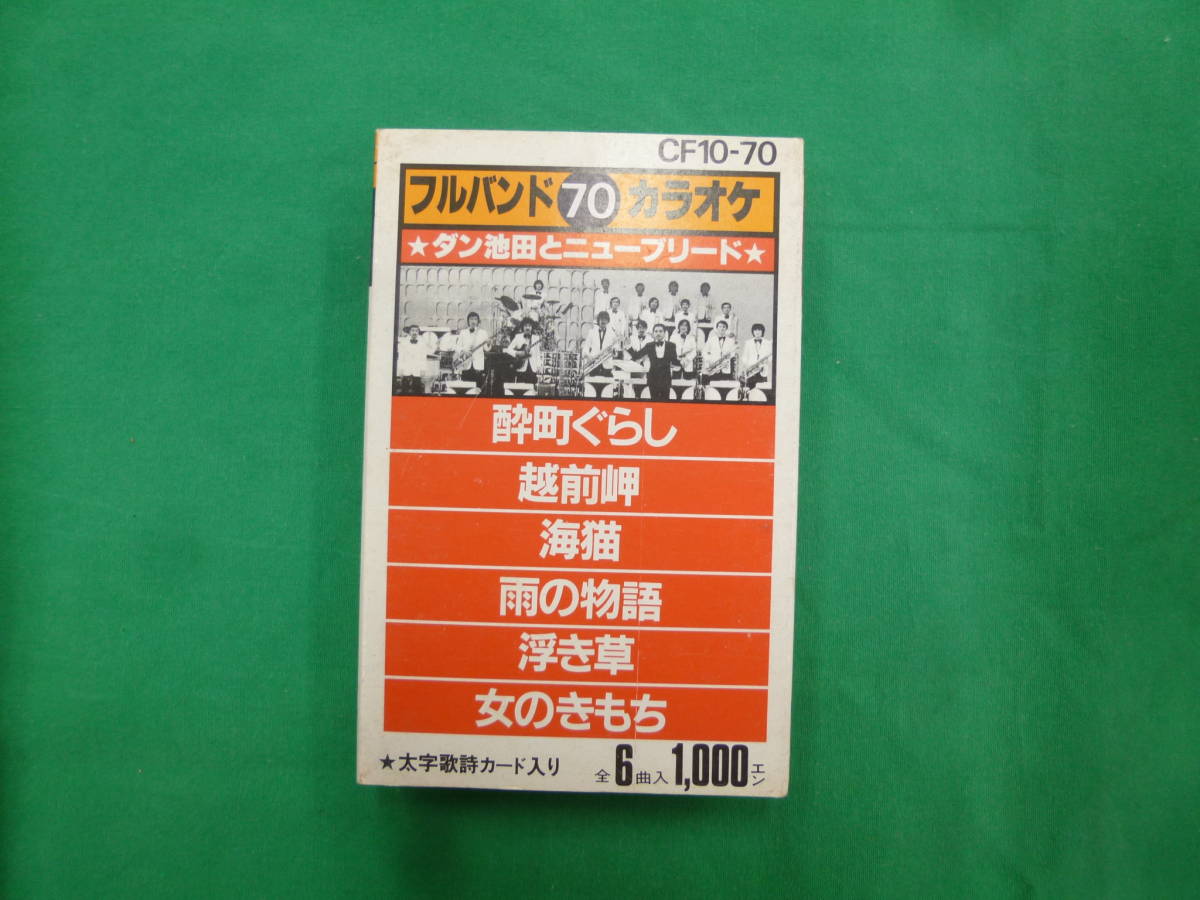 CF10-70
フルバンド70カラオケ
★ダン池田とニューブリード★
酔町ぐらし
越前岬
海猫
雨の物語
浮き草
女のきもち
★太字歌詩カード入り 全6曲入1,000エン